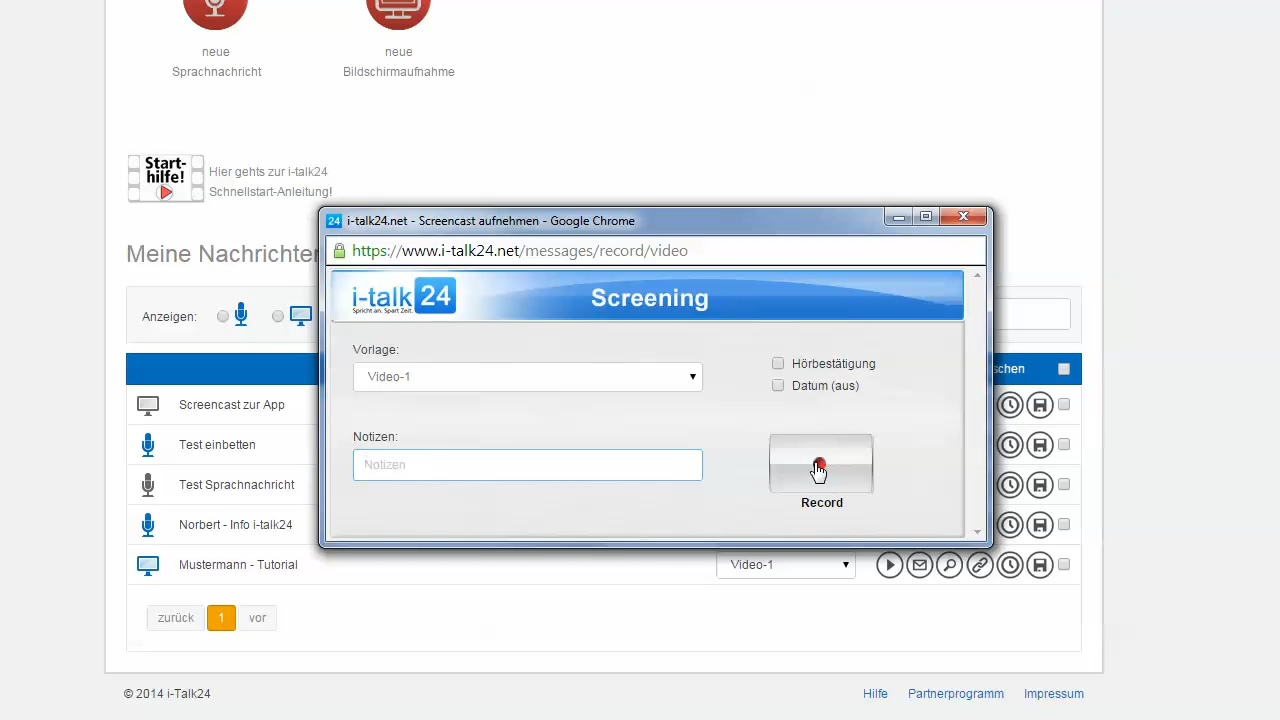 neue
Sprachnachricht
neue
Bildschirmaufnahme
Start-
hilfe!
Hier gehts zur i-talk24
Schnellstart-Anleitung!
Meine Nachrichten
Anzeigen:
24 i-talk24.net - Screencast aufnehmen - Google Chrome
https://www.i-talk24.net/messages/record/video
i-talk 24
Spricht an. Spart Zeit.
Screening
Vorlage:
Video-1
Hörbestätigung
Datum (aus)
Notizen:
Notizen
Record
schen
Screencast zur App
Test einbetten
Test Sprachnachricht
Norbert - Info i-talk24
Mustermann - Tutorial
Video-1
zurück 1 vor
© 2014 i-Talk24
Hilfe Partnerprogramm Impressum